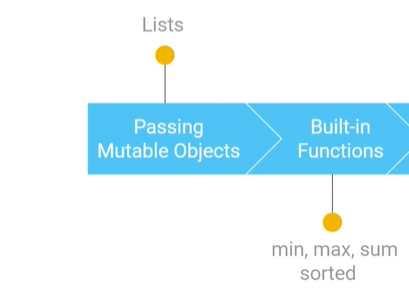 Lists
Passing
Mutable Objects
Built-in
Functions
min, max, sum
sorted